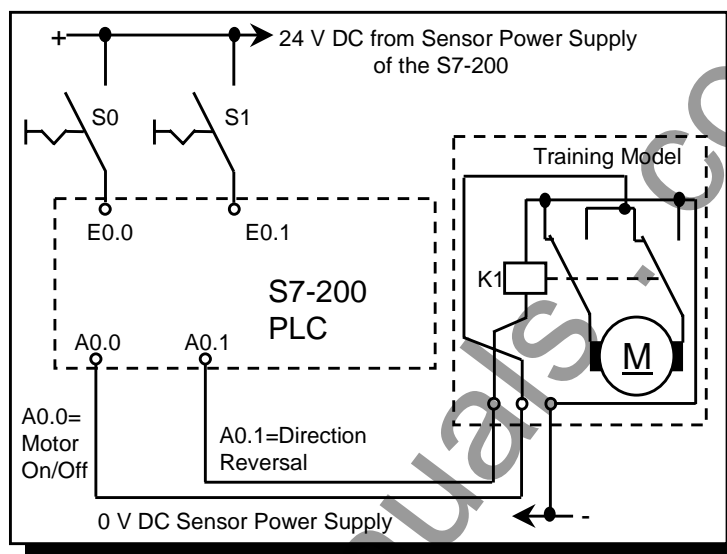 +
24 V DC from Sensor Power Supply
of the S7-200
S0
S1
Training Model
E0.0
E0.1
K1
S7-200
PLC
M
A0.0
A0.1
A0.0=
Motor
On/Off
A0.1=Direction
Reversal
0 V DC Sensor Power Supply
-
uals.co